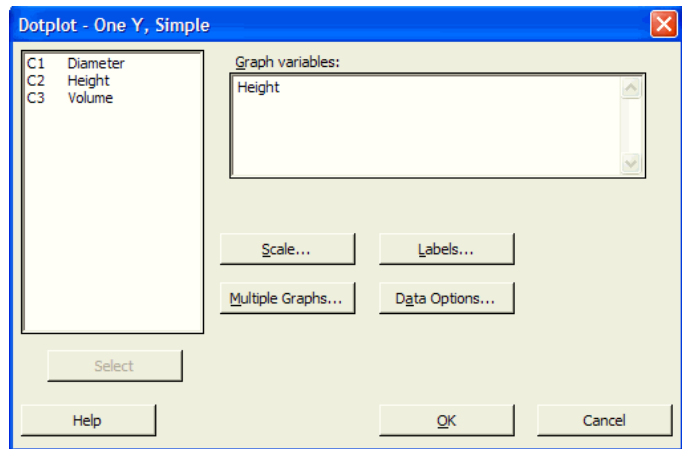 Dotplot - One Y, Simple
C1 Diameter
C2 Height
C3 Volume
Graph variables:
Height
Scale...
Labels...
Multiple Graphs...
Data Options...
Select
Help
OK
Cancel